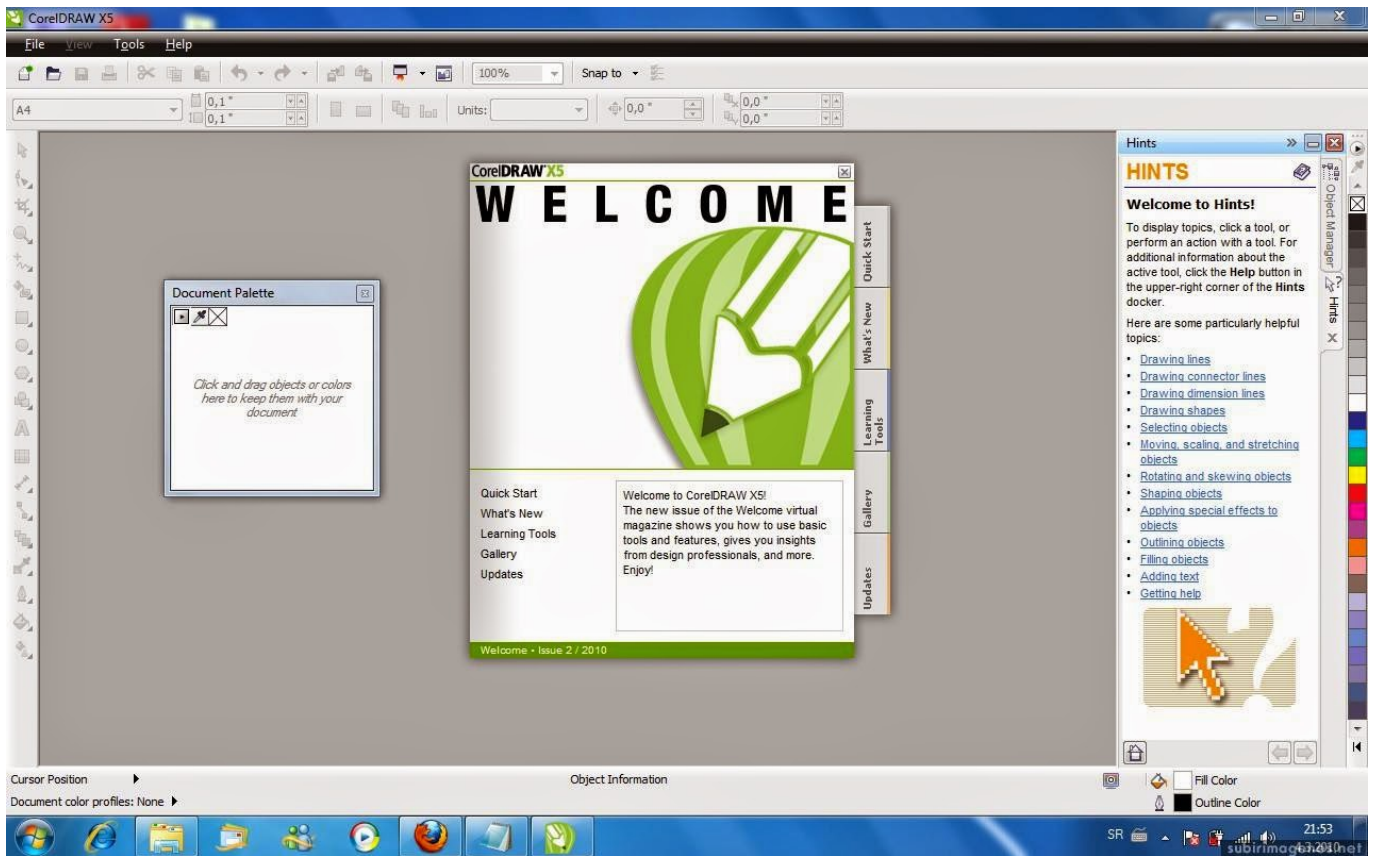 CorelDRAW X5
File View Tools Help
100% Snap to
A4 0,1 " 0,1 " Units: 0,0 " 0,0 " 0,0 "
CorelDRAW X5
WELCOME
Quick Start
What's New
Learning Tools
Gallery
Updates
Document Palette
Click and drag objects or colors
here to keep them with your
document
Quick Start
What's New
Learning Tools
Gallery
Updates
Welcome to CorelDRAW X5!
The new issue of the Welcome virtual
magazine shows you how to use basic
tools and features, gives you insights
from design professionals, and more.
Enjoy!
Welcome • Issue 2 / 2010
Hints
HINTS
Welcome to Hints!
To display topics, click a tool, or
perform an action with a tool. For
additional information about the
active tool, click the Help button in
the upper-right corner of the Hints
docker.
Here are some particularly helpful
topics:
• Drawing lines
• Drawing connector lines
• Drawing dimension lines
• Drawing shapes
• Selecting objects
• Moving, scaling, and stretching
objects
• Rotating and skewing objects
• Shaping objects
• Applying special effects to
objects
• Outlining objects
• Filling objects
• Adding text
• Getting help
Object Manager
Hints
Cursor Position
Object Information
Fill Color
Document color profiles: None
Outline Color
SR
21:53